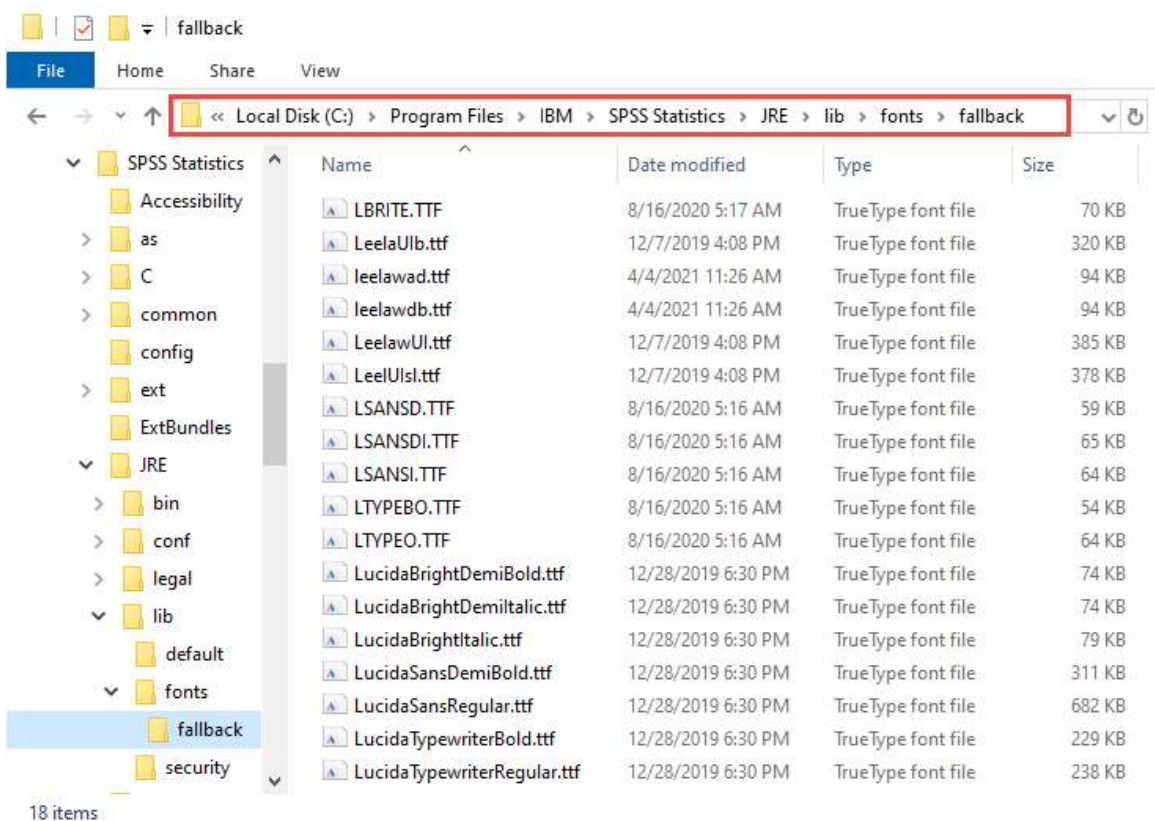 fallback
File Home Share View
« Local Disk (C:) > Program Files > IBM > SPSS Statistics > JRE > lib > fonts > fallback
SPSS Statistics
Accessibility
as
C
common
config
ext
ExtBundles
JRE
bin
conf
legal
lib
default
fonts
fallback
security
Name Date modified Type Size
LBRITE.TTF 8/16/2020 5:17 AM TrueType font file 70 KB
LeelaUIb.ttf 12/7/2019 4:08 PM TrueType font file 320 KB
leelawad.ttf 4/4/2021 11:26 AM TrueType font file 94 KB
leelawdb.ttf 4/4/2021 11:26 AM TrueType font file 94 KB
LeelawUI.ttf 12/7/2019 4:08 PM TrueType font file 385 KB
LeelUIsl.ttf 12/7/2019 4:08 PM TrueType font file 378 KB
LSANSD.TTF 8/16/2020 5:16 AM TrueType font file 59 KB
LSANSDI.TTF 8/16/2020 5:16 AM TrueType font file 65 KB
LSANSI.TTF 8/16/2020 5:16 AM TrueType font file 64 KB
LTYPEBO.TTF 8/16/2020 5:16 AM TrueType font file 54 KB
LTYPEO.TTF 8/16/2020 5:16 AM TrueType font file 64 KB
LucidaBrightDemiBold.ttf 12/28/2019 6:30 PM TrueType font file 74 KB
LucidaBrightDemiItalic.ttf 12/28/2019 6:30 PM TrueType font file 74 KB
LucidaBrightItalic.ttf 12/28/2019 6:30 PM TrueType font file 79 KB
LucidaSansDemiBold.ttf 12/28/2019 6:30 PM TrueType font file 311 KB
LucidaSansRegular.ttf 12/28/2019 6:30 PM TrueType font file 682 KB
LucidaTypewriterBold.ttf 12/28/2019 6:30 PM TrueType font file 229 KB
LucidaTypewriterRegular.ttf 12/28/2019 6:30 PM TrueType font file 238 KB
18 items